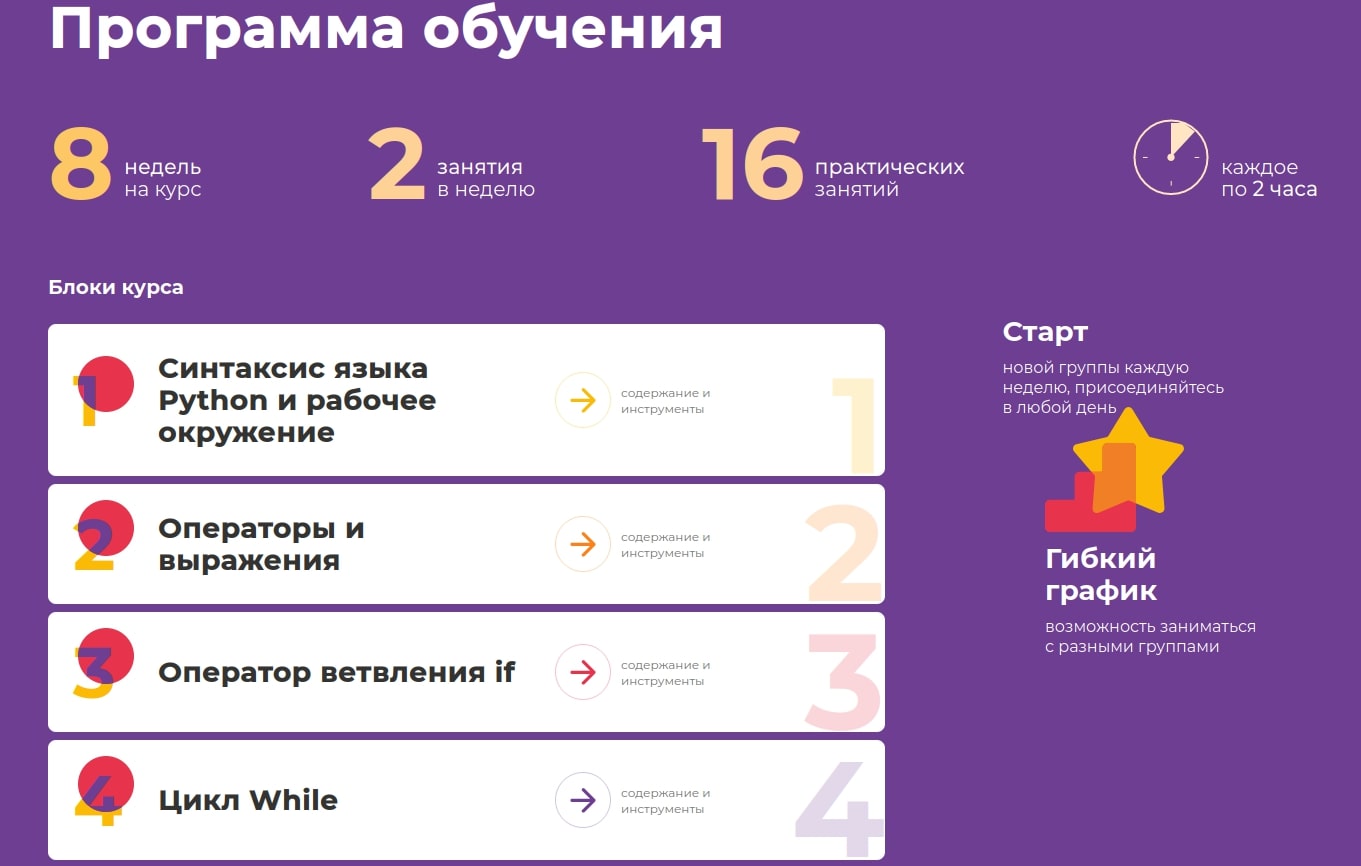 Программа обучения
8 недель
на курс
2 занятия
в неделю
16 практических
занятий
каждое
по 2 часа
Блоки курса
1
Синтаксис языка
Python и рабочее
окружение
содержание и
инструменты
1
2
Операторы и
выражения
содержание и
инструменты
2
3
Оператор ветвления if
содержание и
инструменты
3
4
Цикл While
содержание и
инструменты
4
Старт
новой группы каждую
неделю, присоединяйтесь
в любой день
Гибкий
график
возможность заниматься
с разными группами